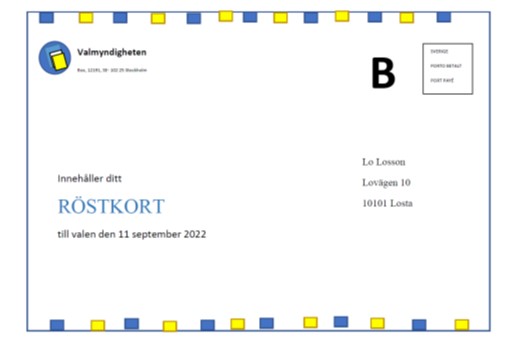 Valmyndigheten
Box, 12191, SE- 102 25 Stockholm
B
SVERIGE
PORTO BETALT
PORT PAYÉ
Lo Losson
Lovägen 10
10101 Losta
Innehåller ditt
RÖSTKORT
till valen den 11 september 2022